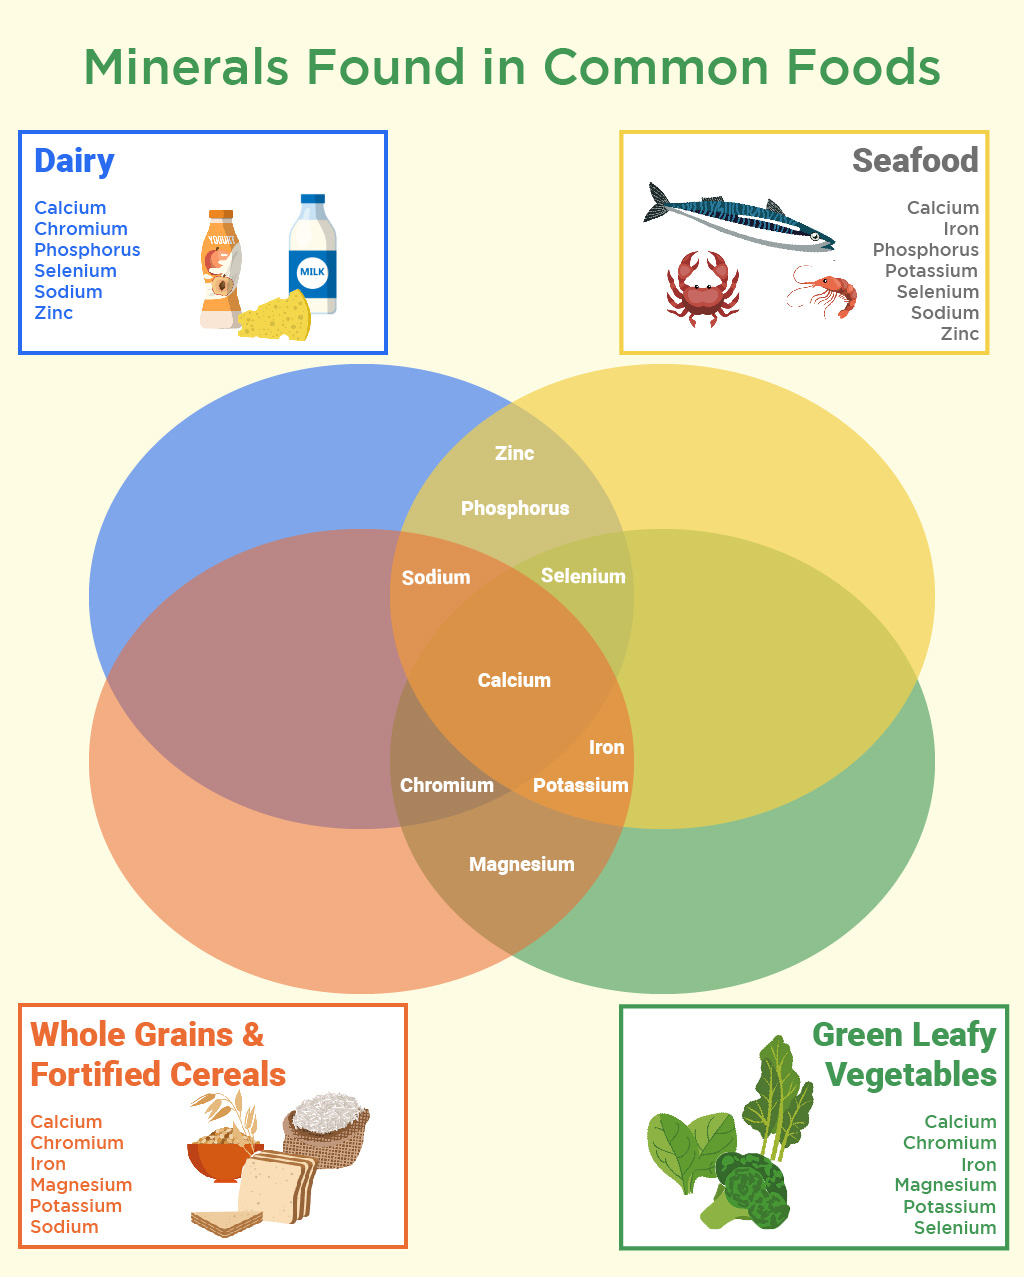 Minerals Found in Common Foods
Dairy
Calcium
Chromium
Phosphorus
Selenium
Sodium
Zinc
YOGURT
MILK
Seafood
Calcium
Iron
Phosphorus
Potassium
Selenium
Sodium
Zinc
Zinc
Phosphorus
Sodium
Selenium
Calcium
Iron
Chromium
Potassium
Magnesium
Whole Grains &
Fortified Cereals
Calcium
Chromium
Iron
Magnesium
Potassium
Sodium
Green Leafy
Vegetables
Calcium
Chromium
Iron
Magnesium
Potassium
Selenium